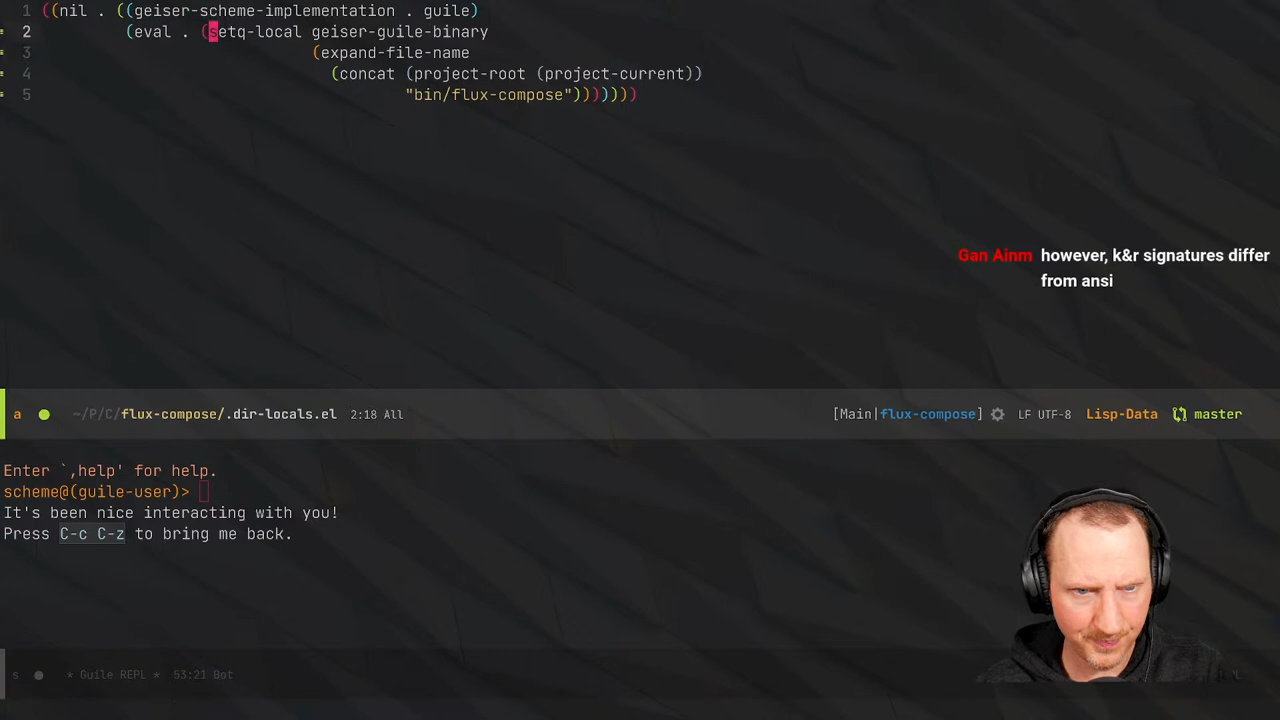 1 ((nil . ((geiser-scheme-implementation . guile)
2 (eval . (setq-local geiser-guile-binary
3 (expand-file-name
4 (concat (project-root (project-current))
5 "bin/flux-compose")))))))
Gan Ainm however, k&r signatures differ
from ansi
a ~/P/C/flux-compose/.dir-locals.el 2:18 All [Main|flux-compose] LF UTF-8 Lisp-Data master
Enter `,help' for help.
scheme@(guile-user)>
It's been nice interacting with you!
Press C-c C-z to bring me back.
s * Guile REPL * 53:21 Bot